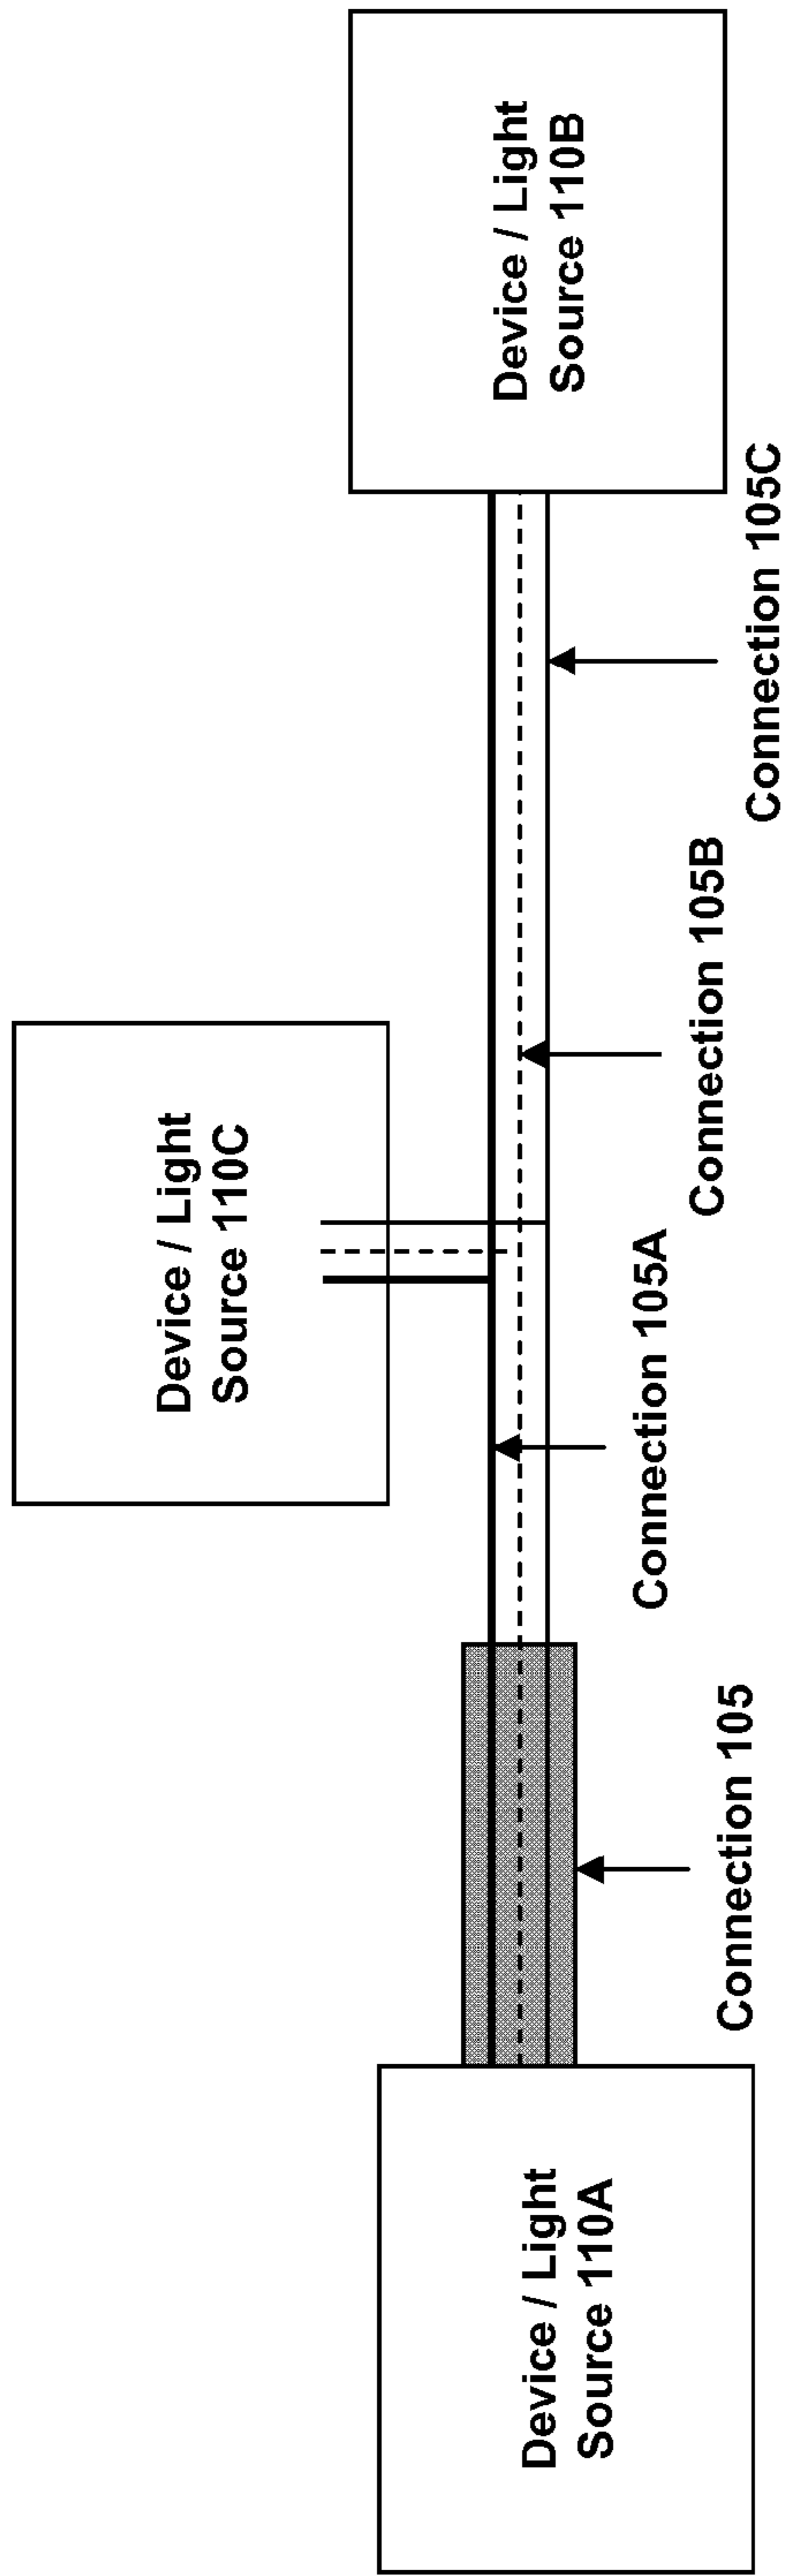 Device / Light
Source 110C
Device / Light
Source 110A
Device / Light
Source 110B
Connection 105A
Connection 105B
Connection 105
Connection 105C